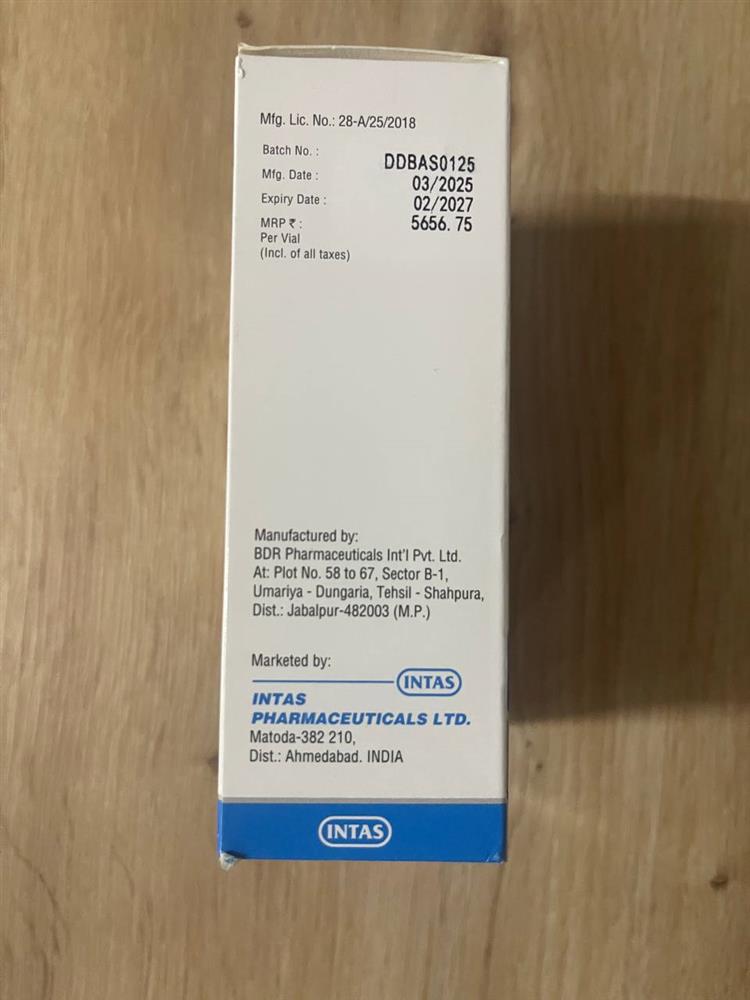 Mfg. Lic. No.: 28-A/25/2018
Batch No. : DDBAS0125
Mfg. Date : 03/2025
Expiry Date : 02/2027
MRP ₹ : 5656.75
Per Vial
(Incl. of all taxes)
Manufactured by:
BDR Pharmaceuticals Int'l Pvt. Ltd.
At: Plot No. 58 to 67, Sector B-1,
Umariya - Dungaria, Tehsil - Shahpura,
Dist.: Jabalpur-482003 (M.P.)
Marketed by:
INTAS
INTAS
PHARMACEUTICALS LTD.
Matoda-382 210,
Dist.: Ahmedabad. INDIA
INTAS